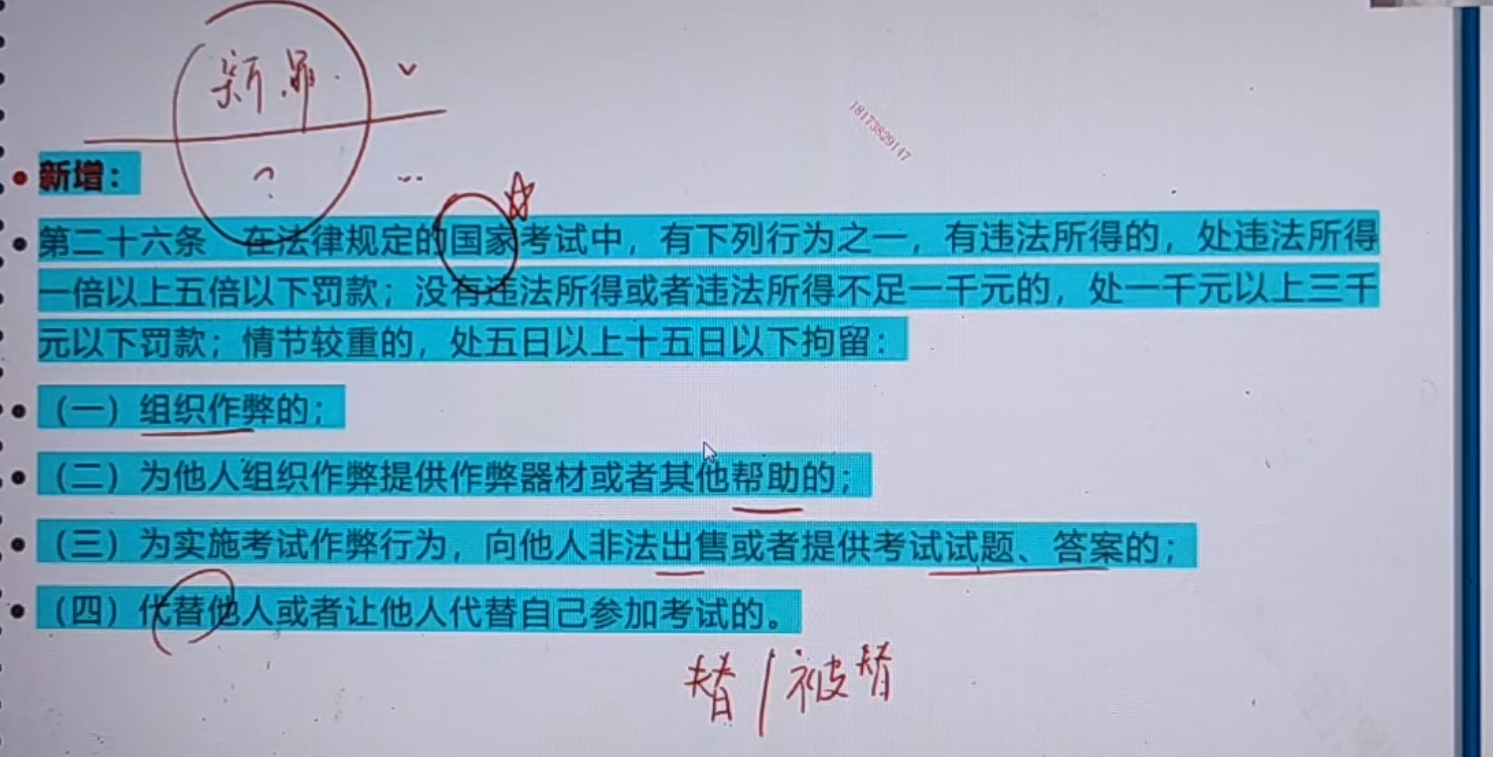 新罪
18173829147
新增：
?
第二十六条 在法律规定的国家考试中，有下列行为之一，有违法所得的，处违法所得
一倍以上五倍以下罚款；没有违法所得或者违法所得不足一千元的，处一千元以上三千
元以下罚款；情节较重的，处五日以上十五日以下拘留：
（一）组织作弊的；
（二）为他人组织作弊提供作弊器材或者其他帮助的；
（三）为实施考试作弊行为，向他人非法出售或者提供考试试题、答案的；
（四）代替他人或者让他人代替自己参加考试的。
替/被替